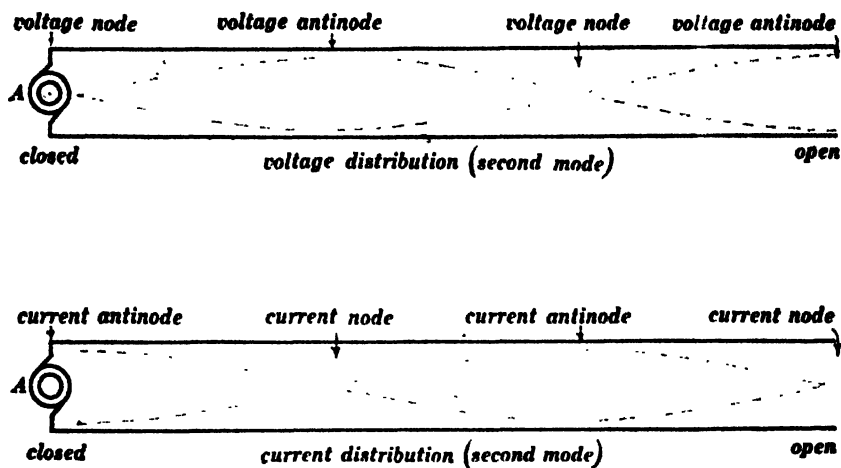 voltage node voltage antinode voltage node voltage antinode
A
closed voltage distribution (second mode) open
current antinode current node current antinode current node
A
closed current distribution (second mode) open